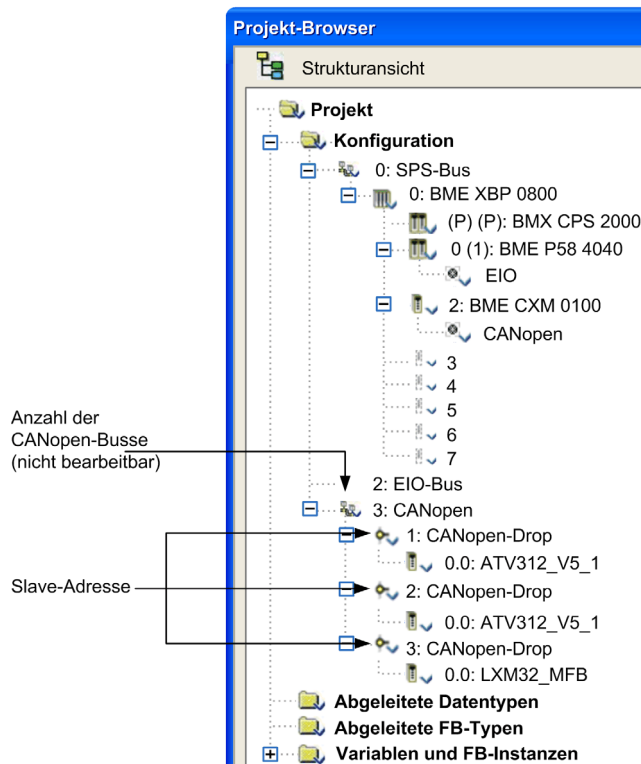 Projekt-Browser
Strukturansicht
Projekt
Konfiguration
0: SPS-Bus
0: BME XBP 0800
(P) (P): BMX CPS 2000
0 (1): BME P58 4040
EIO
2: BME CXM 0100
CANopen
3
4
5
6
7
Anzahl der
CANopen-Busse
(nicht bearbeitbar)
2: EIO-Bus
3: CANopen
1: CANopen-Drop
0.0: ATV312_V5_1
Slave-Adresse
2: CANopen-Drop
0.0: ATV312_V5_1
3: CANopen-Drop
0.0: LXM32_MFB
Abgeleitete Datentypen
Abgeleitete FB-Typen
Variablen und FB-Instanzen